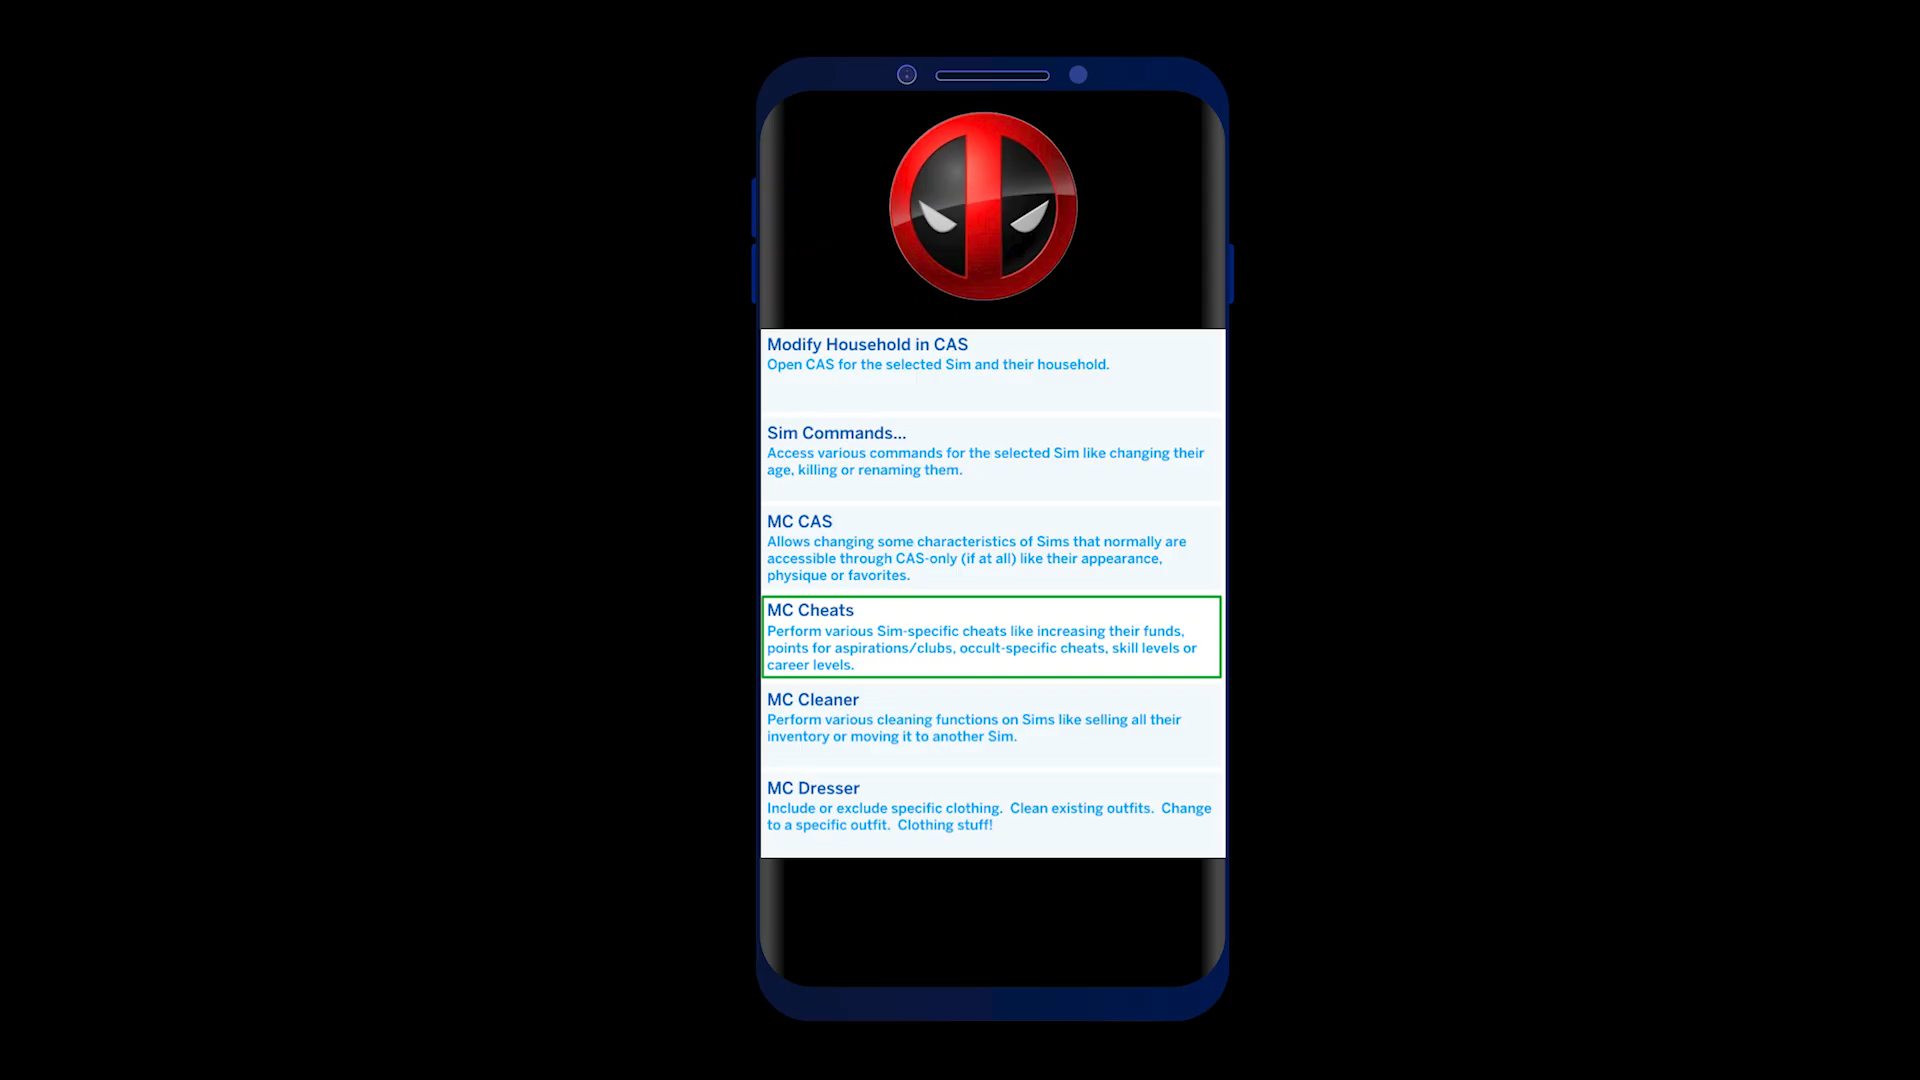 Modify Household in CAS
Open CAS for the selected Sim and their household.
Sim Commands...
Access various commands for the selected Sim like changing their
age, killing or renaming them.
MC CAS
Allows changing some characteristics of Sims that normally are
accessible through CAS-only (if at all) like their appearance,
physique or favorites.
MC Cheats
Perform various Sim-specific cheats like increasing their funds,
points for aspirations/clubs, occult-specific cheats, skill levels or
career levels.
MC Cleaner
Perform various cleaning functions on Sims like selling all their
inventory or moving it to another Sim.
MC Dresser
Include or exclude specific clothing.  Clean existing outfits.  Change
to a specific outfit.  Clothing stuff!